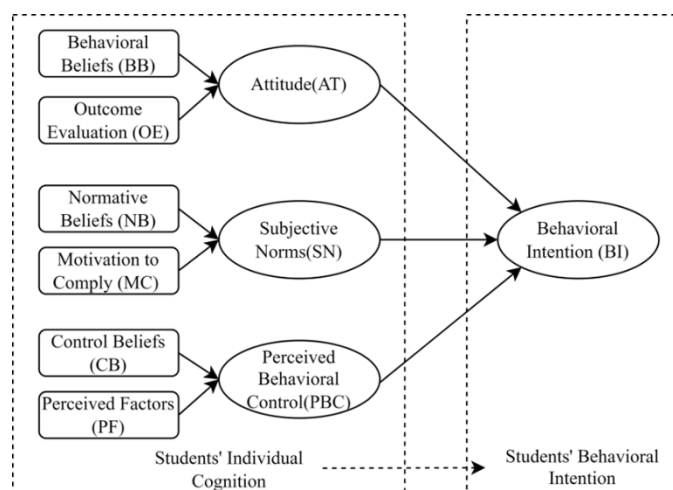 Behavioral
Beliefs (BB)
Outcome
Evaluation (OE)
Attitude(AT)
Normative
Beliefs (NB)
Motivation to
Comply (MC)
Subjective
Norms(SN)
Behavioral
Intention (BI)
Control Beliefs
(CB)
Perceived Factors
(PF)
Perceived
Behavioral
Control(PBC)
Students' Individual
Cognition
Students' Behavioral
Intention